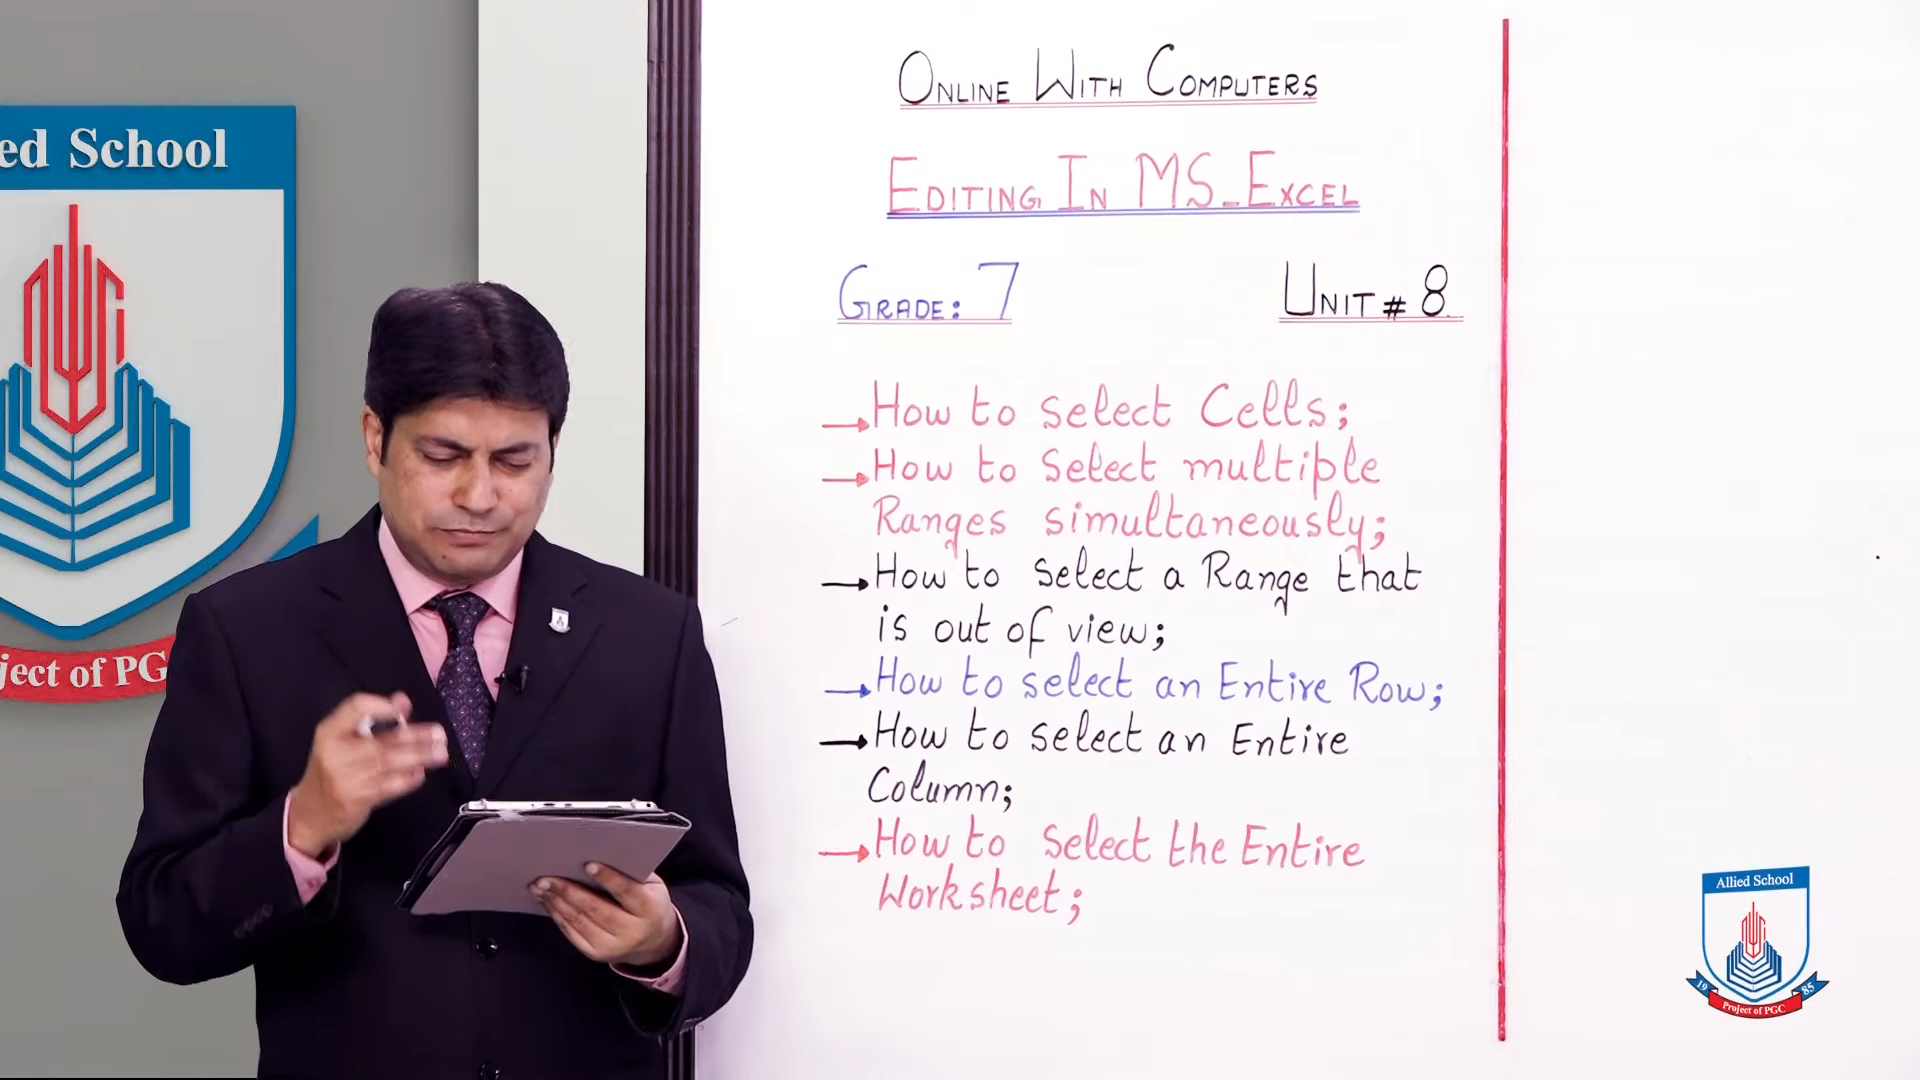 ed School
ject of PG
ONLINE WITH COMPUTERS
EDITING IN MS-EXCEL
GRADE: 7
UNIT # 8
→ How to select Cells;
→ How to select multiple
Ranges simultaneously;
→ How to select a Range that
is out of view;
→ How to select an Entire Row;
→ How to select an Entire
Column;
→ How to select the Entire
Worksheet;
Allied School
19 85
Project of PGC